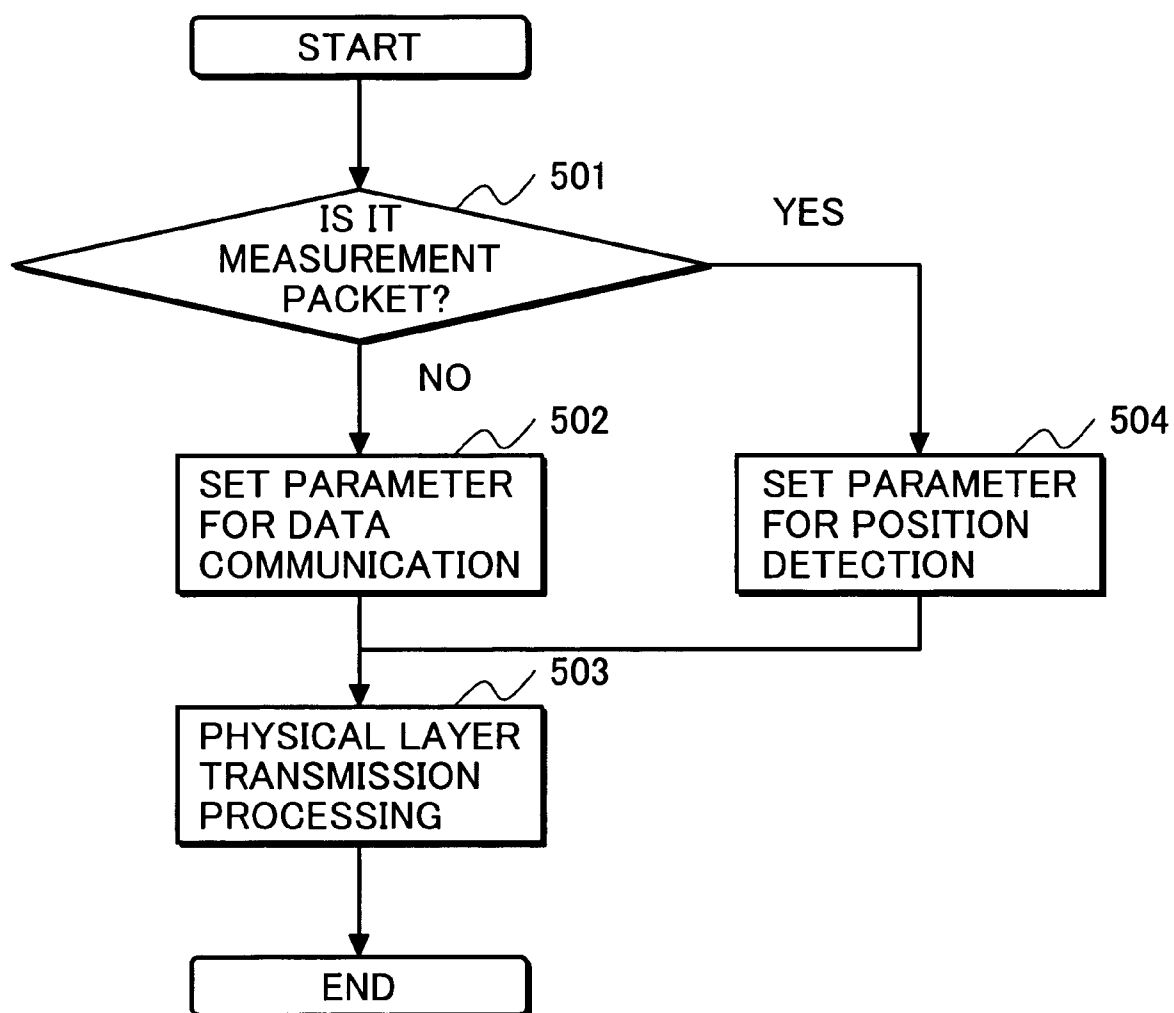 START
501
IS IT
MEASUREMENT
PACKET?
YES
NO
502
SET PARAMETER
FOR DATA
COMMUNICATION
504
SET PARAMETER
FOR POSITION
DETECTION
503
PHYSICAL LAYER
TRANSMISSION
PROCESSING
END